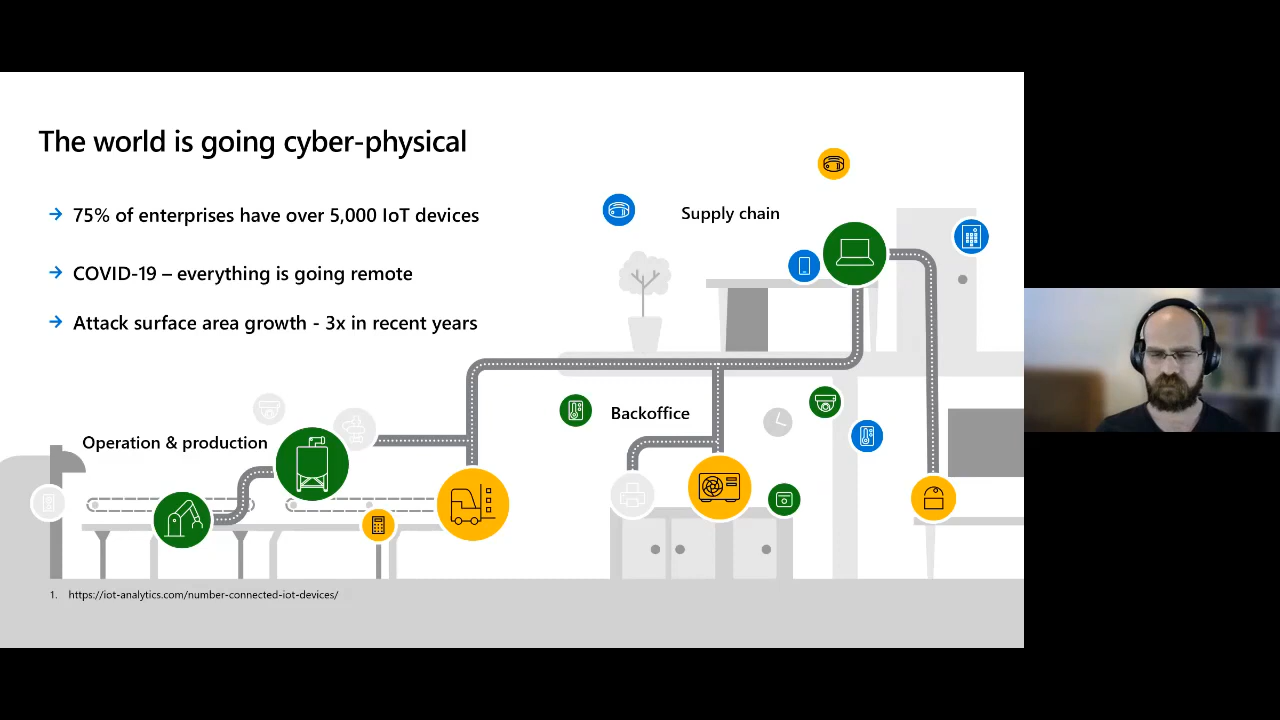 The world is going cyber-physical
→ 75% of enterprises have over 5,000 IoT devices
→ COVID-19 – everything is going remote
→ Attack surface area growth - 3x in recent years
Supply chain
Backoffice
Operation & production
1. https://iot-analytics.com/number-connected-iot-devices/